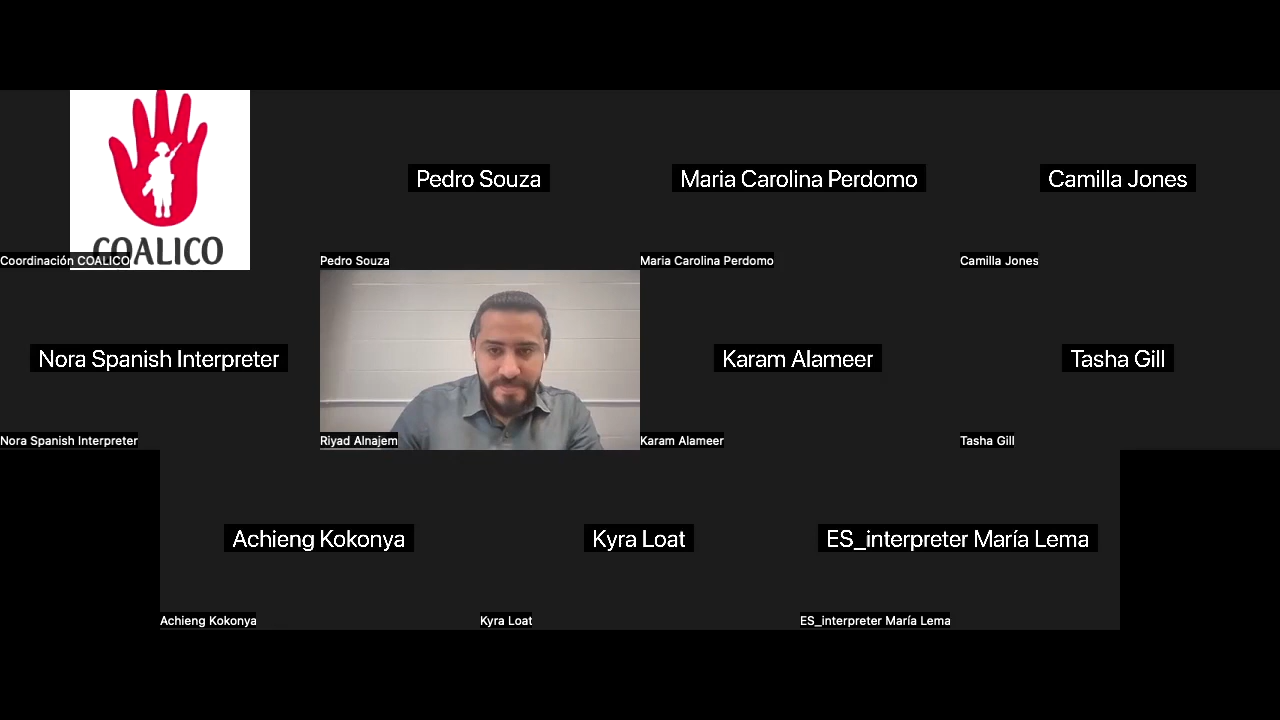 COALICO
Coordinación COALICO
Pedro Souza
Pedro Souza
Maria Carolina Perdomo
Maria Carolina Perdomo
Camilla Jones
Camilla Jones
Nora Spanish Interpreter
Nora Spanish Interpreter
Riyad Alnajem
Karam Alameer
Karam Alameer
Tasha Gill
Tasha Gill
Achieng Kokonya
Achieng Kokonya
Kyra Loat
Kyra Loat
ES_interpreter María Lema
ES_interpreter María Lema